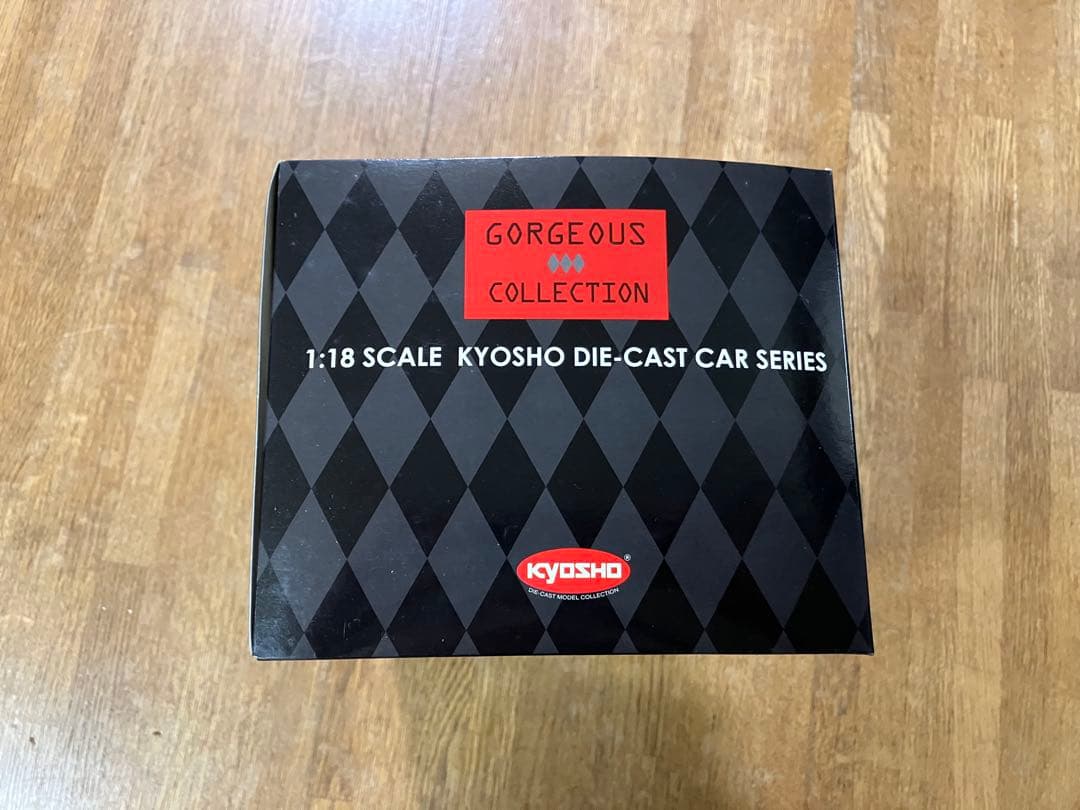 GORGEOUS
COLLECTION
1:18 SCALE KYOSHO DIE-CAST CAR SERIES
KYOSHO®
DIE-CAST MODEL COLLECTION